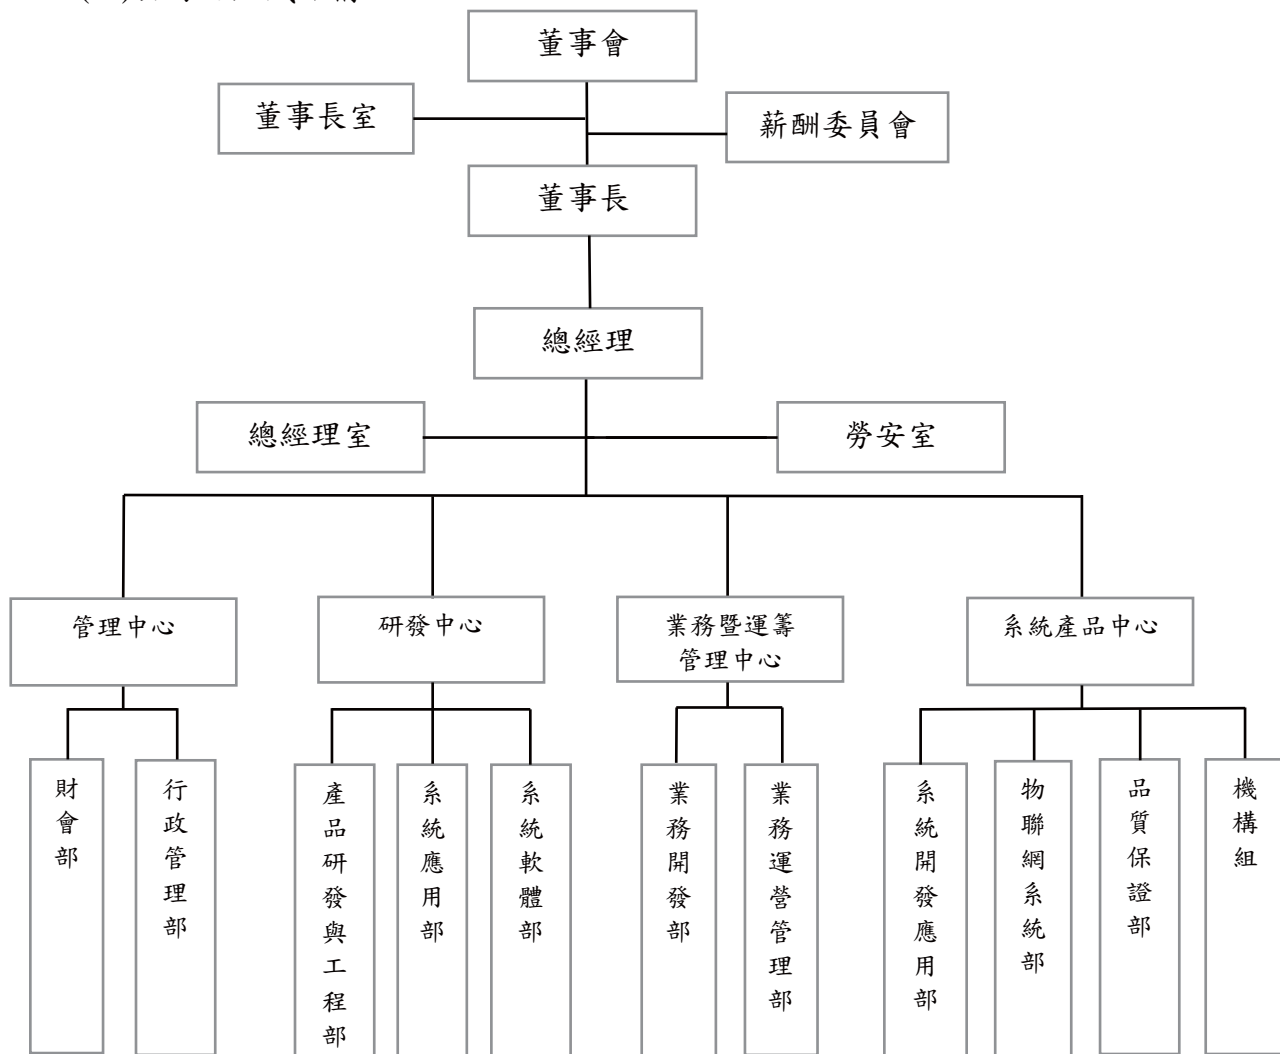 董事會
董事長室
薪酬委員會
董事長
總經理
總經理室
勞安室
管理中心
研發中心
業務暨運籌
管理中心
系統產品中心
財會部
行政管理部
產品研發與工程部
系統應用部
系統軟體部
業務開發部
業務運營管理部
系統開發應用部
物聯網系統部
品質保證部
機構組